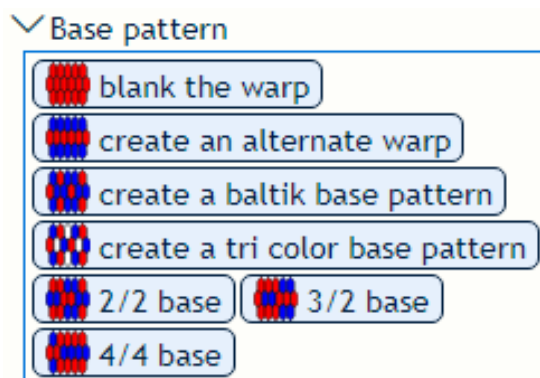 Base pattern
blank the warp
create an alternate warp
create a baltik base pattern
create a tri color base pattern
2/2 base 3/2 base
4/4 base